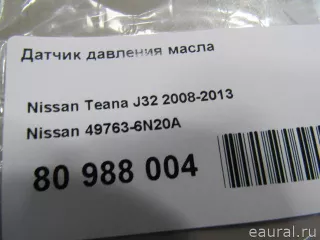 Датчик давления масла
Nissan Teana J32 2008-2013
Nissan 49763-6N20A
80 988 004
eaural.ru